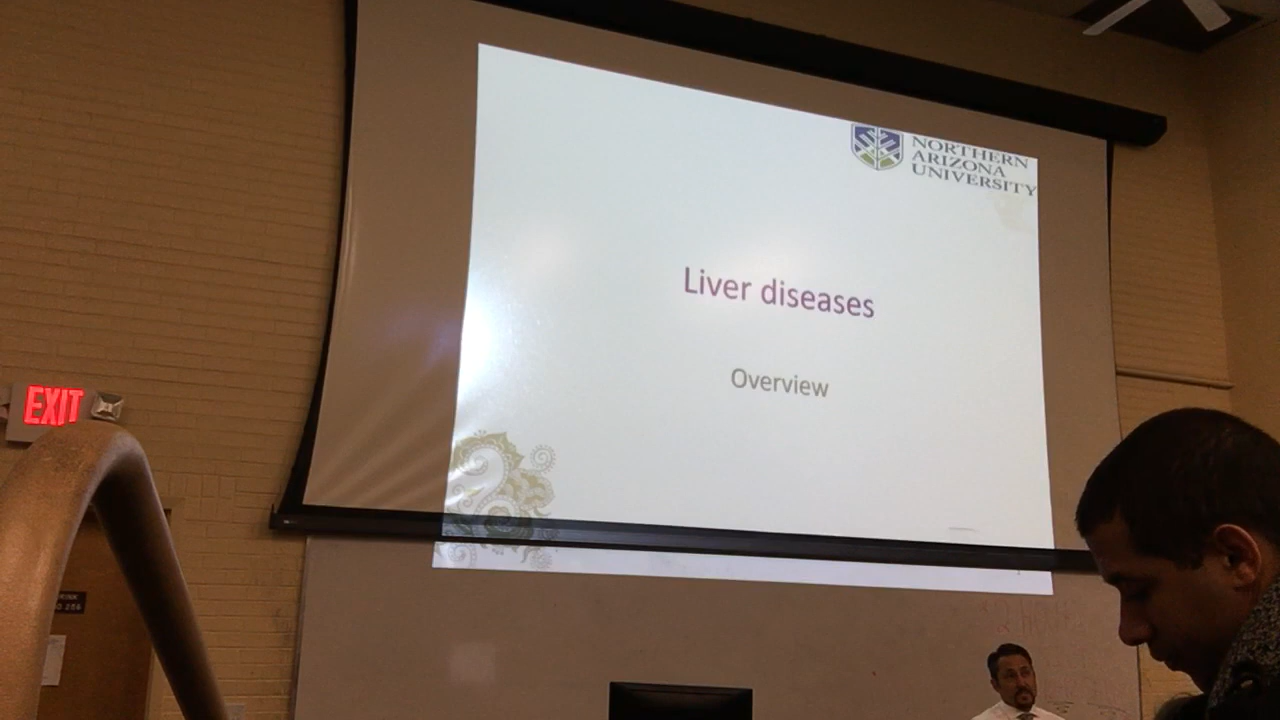 NORTHERN
ARIZONA
UNIVERSITY
Liver diseases
Overview
EXIT